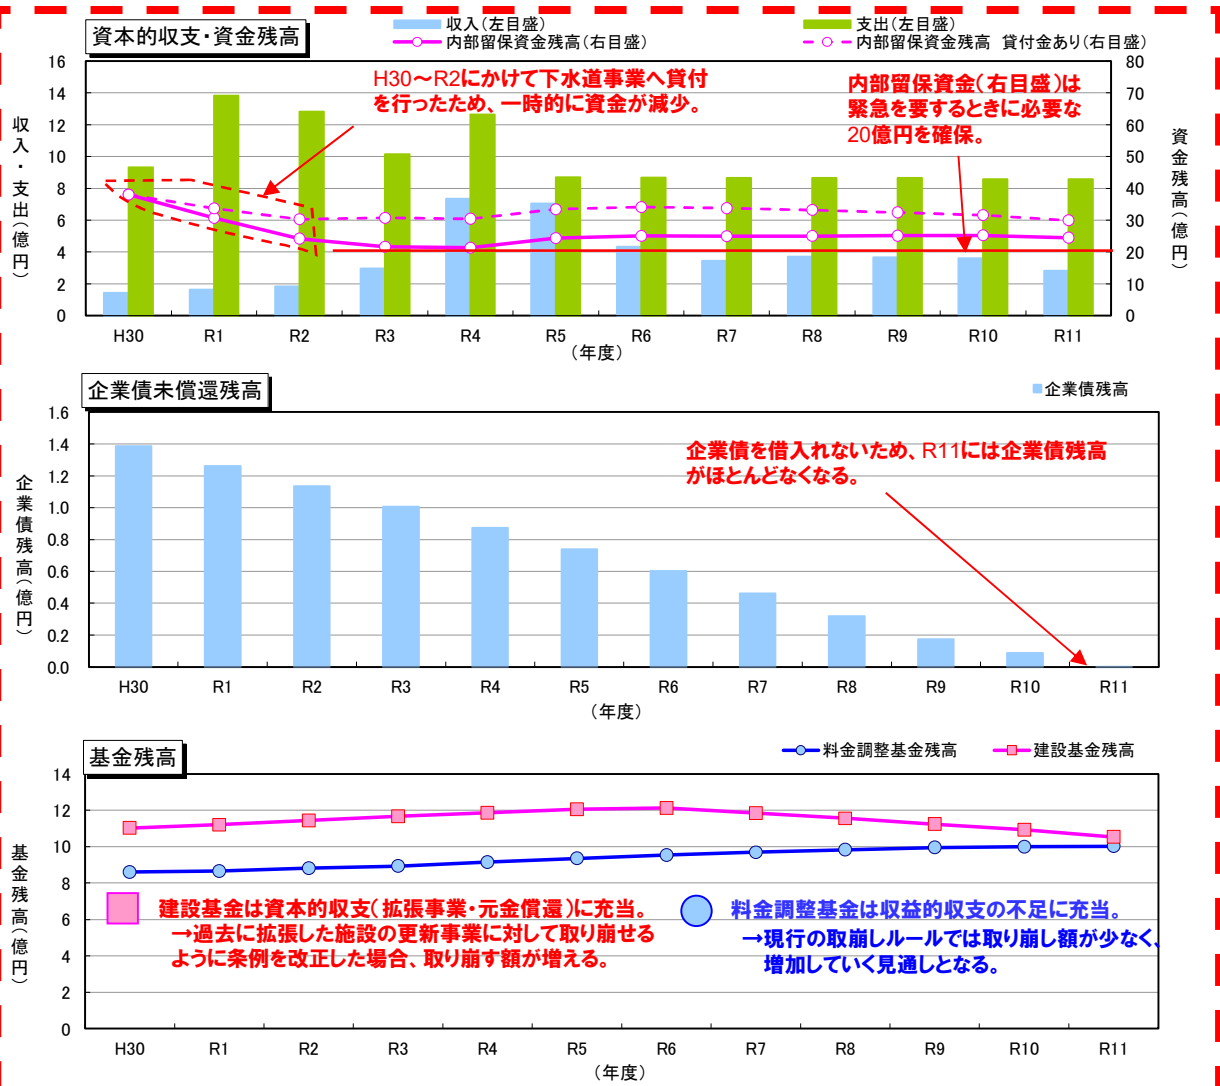 資本的収支・資金残高
収入（左目盛）
支出（左目盛）
内部留保資金残高（右目盛）
内部留保資金残高　貸付金あり（右目盛）
H30～R2にかけて下水道事業へ貸付
を行ったため、一時的に資金が減少。
内部留保資金（右目盛）は
緊急を要するときに必要な
20億円を確保。
収入・支出（億円）
16
14
12
10
8
6
4
2
0
資金残高（億円）
80
70
60
50
40
30
20
10
0
H30 R1 R2 R3 R4 R5 R6 R7 R8 R9 R10 R11
（年度）
企業債未償還残高
企業債残高
企業債を借入れないため、R11には企業債残高
がほとんどなくなる。
企業債残高（億円）
1.6
1.4
1.2
1.0
0.8
0.6
0.4
0.2
0.0
H30 R1 R2 R3 R4 R5 R6 R7 R8 R9 R10 R11
（年度）
基金残高
料金調整基金残高
建設基金残高
基金残高（億円）
14
12
10
8
6
4
2
0
建設基金は資本的収支（拡張事業・元金償還）に充当。
→過去に拡張した施設の更新事業に対して取り崩せる
ように条例を改正した場合、取り崩す額が増える。
料金調整基金は収益的収支の不足に充当。
→現行の取崩しルールでは取り崩し額が少なく、
増加していく見通しとなる。
H30 R1 R2 R3 R4 R5 R6 R7 R8 R9 R10 R11
（年度）